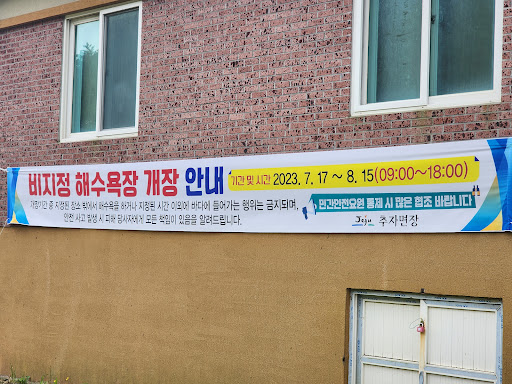 비지정 해수욕장 개장 안내
기간 및 시간 2023. 7. 17 ~ 8. 15(09:00~18:00)
개장기간 중 지정된 장소 밖에서 해수욕을 하거나 지정된 시간 이외에 바다에 들어가는 행위는 금지되며,
안전 사고 발생 시 피해 당사자에게 모든 책임이 있음을 알려드립니다.
민간안전요원 통제 시 많은 협조 바랍니다
Jeju 추자면장